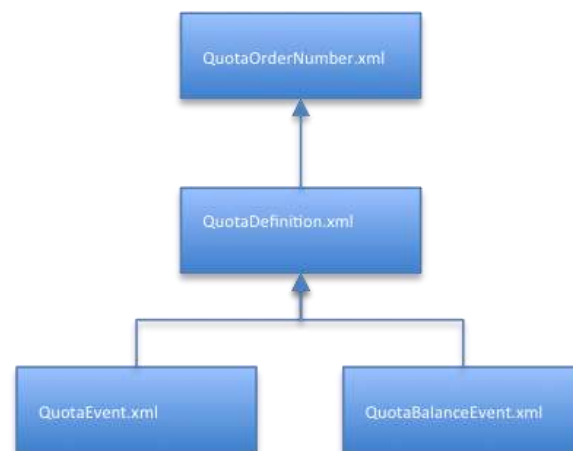 QuotaOrderNumber.xml
QuotaDefinition.xml
QuotaEvent.xml
QuotaBalanceEvent.xml